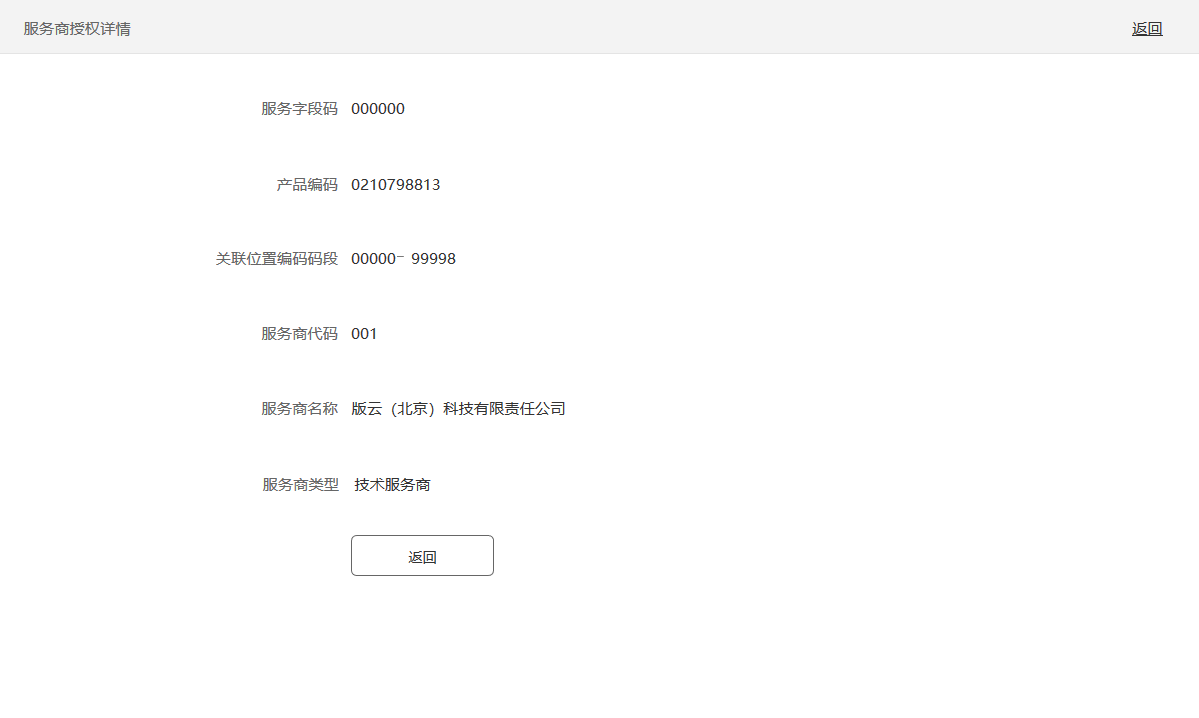 服务商授权详情 返回
服务字段码 000000
产品编码 0210798813
关联位置编码码段 00000– 99998
服务商代码 001
服务商名称 版云（北京）科技有限责任公司
服务商类型 技术服务商
返回